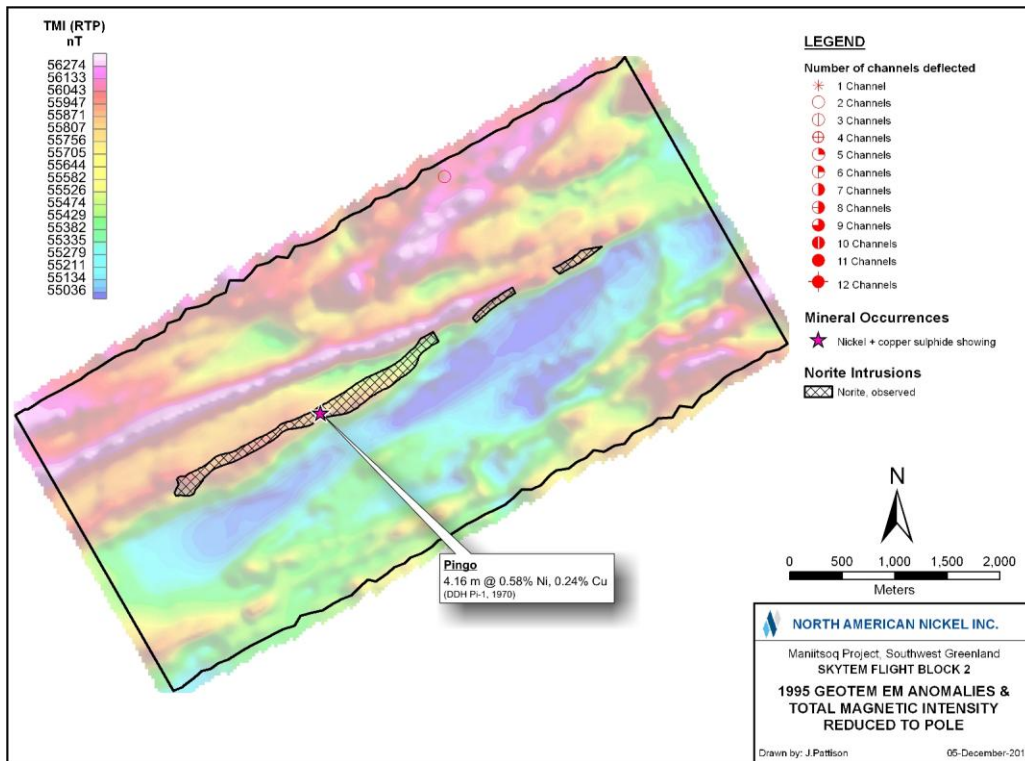 TMI (RTP)
nT
56274
56133
56043
55947
55871
55807
55756
55705
55644
55582
55526
55474
55429
55382
55335
55279
55211
55134
55036
LEGEND
Number of channels deflected
1 Channel
2 Channels
3 Channels
4 Channels
5 Channels
6 Channels
7 Channels
8 Channels
9 Channels
10 Channels
11 Channels
12 Channels
Mineral Occurrences
Nickel + copper sulphide showing
Norite Intrusions
Norite, observed
N
0 500 1,000 1,500 2,000
Meters
Pingo
4.16 m @ 0.58% Ni, 0.24% Cu
(DDH Pi-1, 1970)
NORTH AMERICAN NICKEL INC.
Maniitsoq Project, Southwest Greenland
SKYTEM FLIGHT BLOCK 2
1995 GEOTEM EM ANOMALIES &
TOTAL MAGNETIC INTENSITY
REDUCED TO POLE
Drawn by: J.Pattison 05-December-201